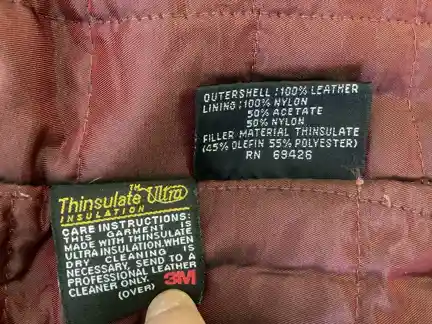 OUTERSHELL : 100% LEATHER
LINING : 100% NYLON
50% ACETATE
50% NYLON
FILLER MATERIAL THINSULATE
(45% OLEFIN 55% POLYESTER)
RN 69426
Thinsulate™ Ultra
INSULATION
CARE INSTRUCTIONS:
THIS GARMENT IS
MADE WITH THINSULATE
ULTRA INSULATION. WHEN
DRY CLEANING IS
NECESSARY, SEND TO A
PROFESSIONAL LEATHER
CLEANER ONLY.
(OVER)
3M